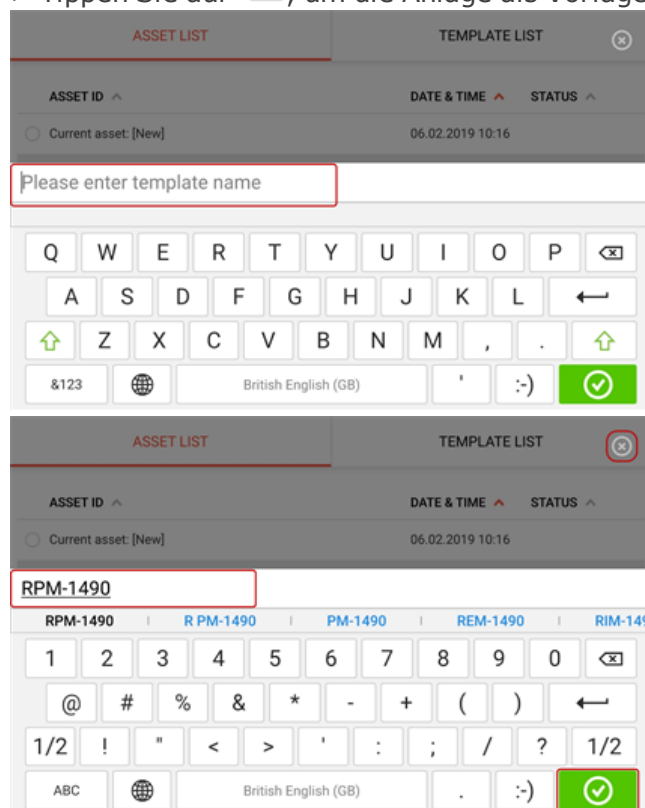 Tippen Sie auf , um die Anlage als Vorlage
ASSET LIST TEMPLATE LIST
ASSET ID DATE & TIME STATUS
Current asset: [New] 06.02.2019 10:16
Please enter template name
Q W E R T Y U I O P
A S D F G H J K L
Z X C V B N M , .
&123 British English (GB) ' :-)
ASSET LIST TEMPLATE LIST
ASSET ID DATE & TIME STATUS
Current asset: [New] 06.02.2019 10:16
RPM-1490
RPM-1490 R PM-1490 PM-1490 REM-1490 RIM-149
1 2 3 4 5 6 7 8 9 0
@ # % & * - + ( )
1/2 ! " < > ' : ; / ? 1/2
ABC British English (GB) . :-)